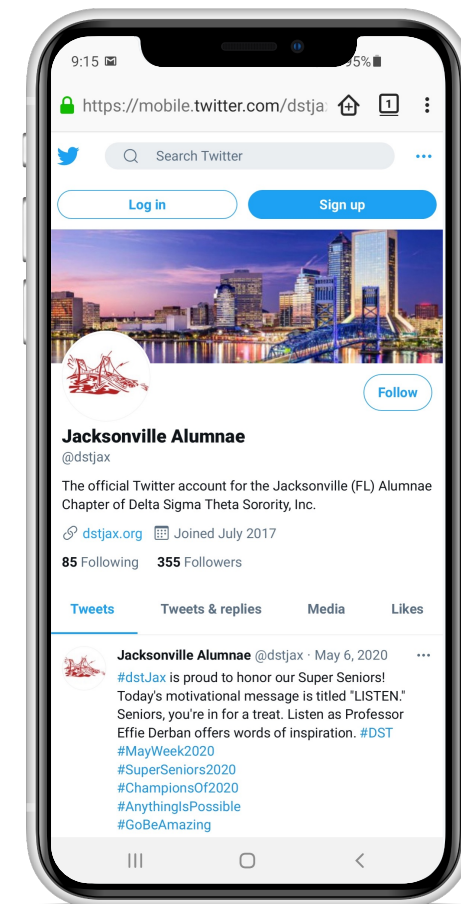 9:15
95%
https://mobile.twitter.com/dstja
1
Search Twitter
Log in
Sign up
Follow
Jacksonville Alumnae
@dstjax
The official Twitter account for the Jacksonville (FL) Alumnae
Chapter of Delta Sigma Theta Sorority, Inc.
dstjax.org Joined July 2017
85 Following 355 Followers
Tweets Tweets & replies Media Likes
Jacksonville Alumnae @dstjax · May 6, 2020
#dstJax is proud to honor our Super Seniors!
Today's motivational message is titled "LISTEN."
Seniors, you're in for a treat. Listen as Professor
Effie Derban offers words of inspiration. #DST
#MayWeek2020
#SuperSeniors2020
#ChampionsOf2020
#AnythingIsPossible
#GoBeAmazing